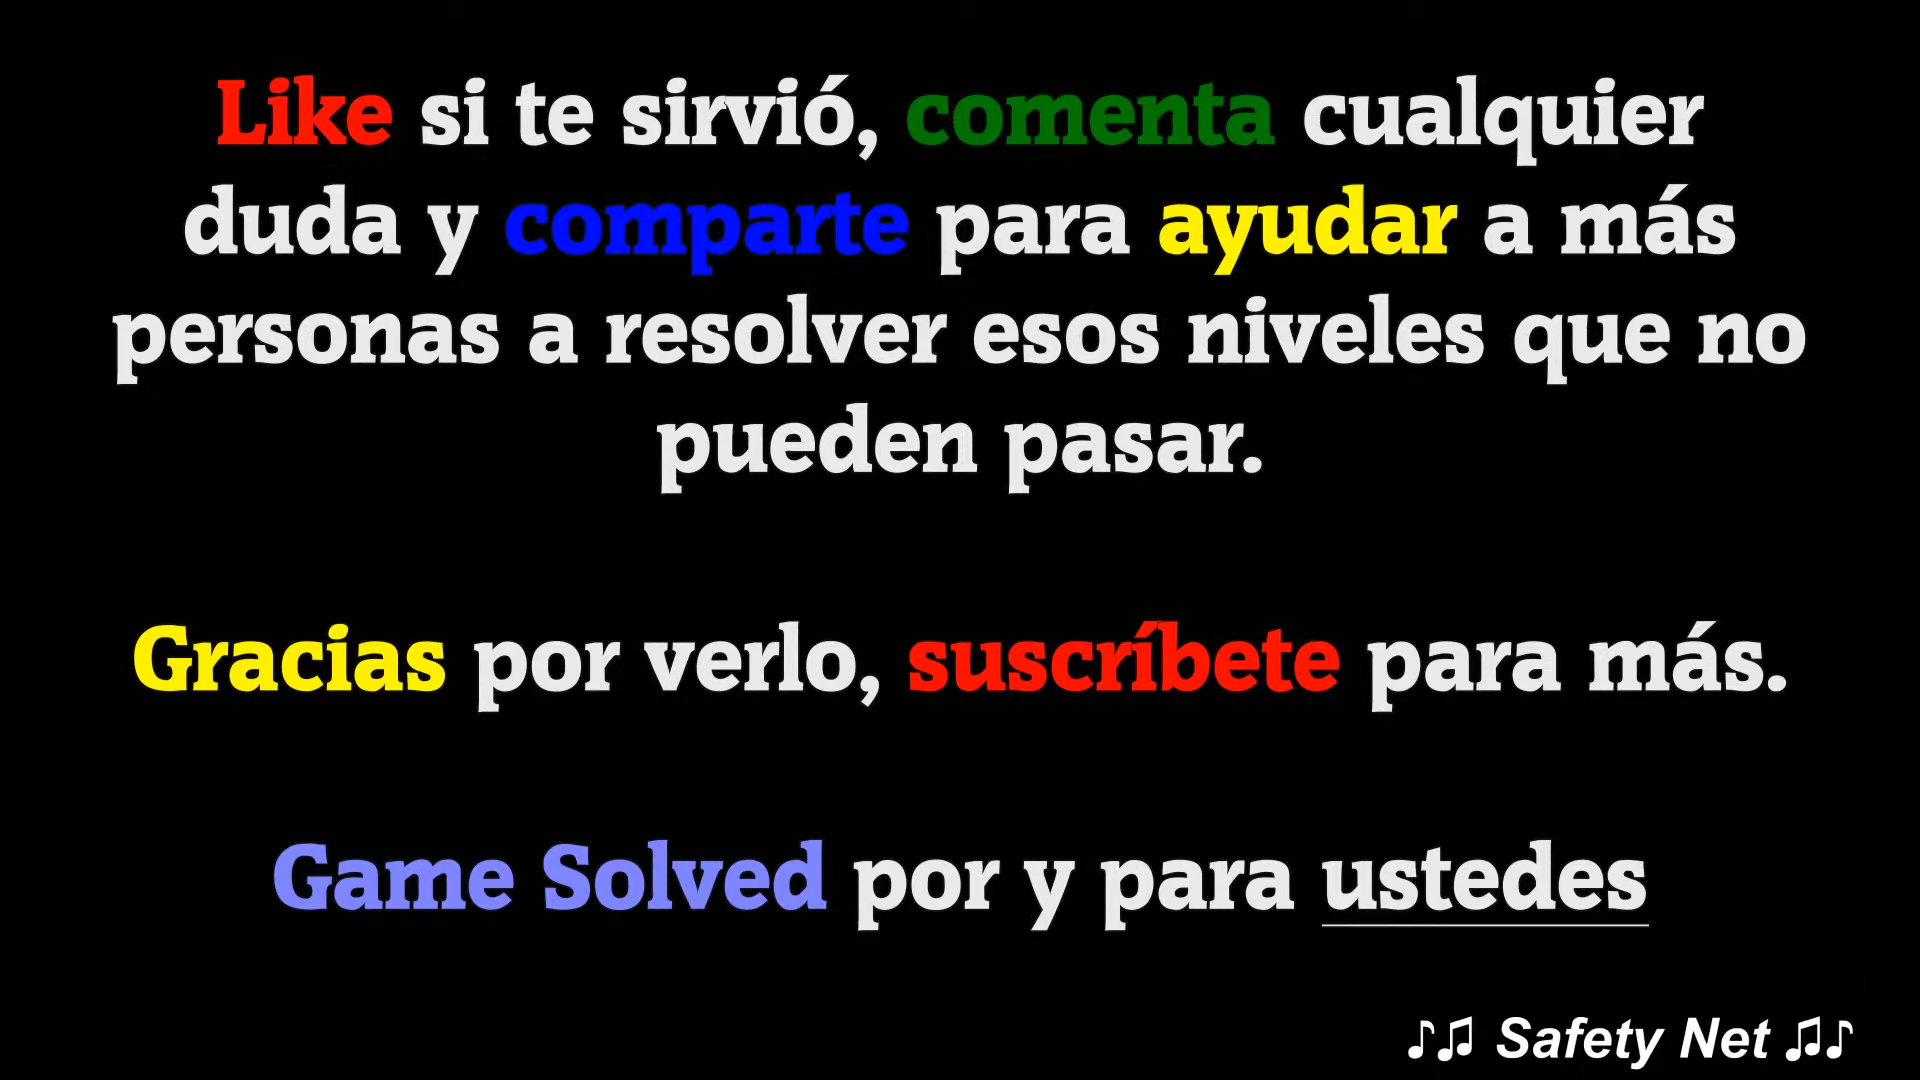 Like si te sirvió, comenta cualquier
duda y comparte para ayudar a más
personas a resolver esos niveles que no
pueden pasar.
Gracias por verlo, suscríbete para más.
Game Solved por y para ustedes
♪♫ Safety Net ♫♪